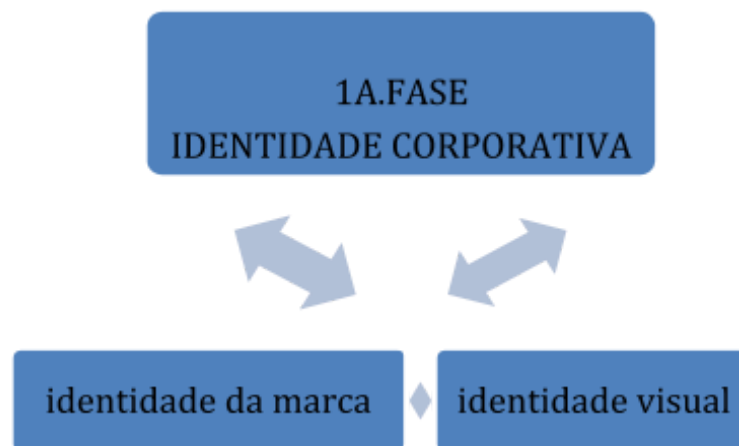 1A.FASE
IDENTIDADE CORPORATIVA
identidade da marca
identidade visual